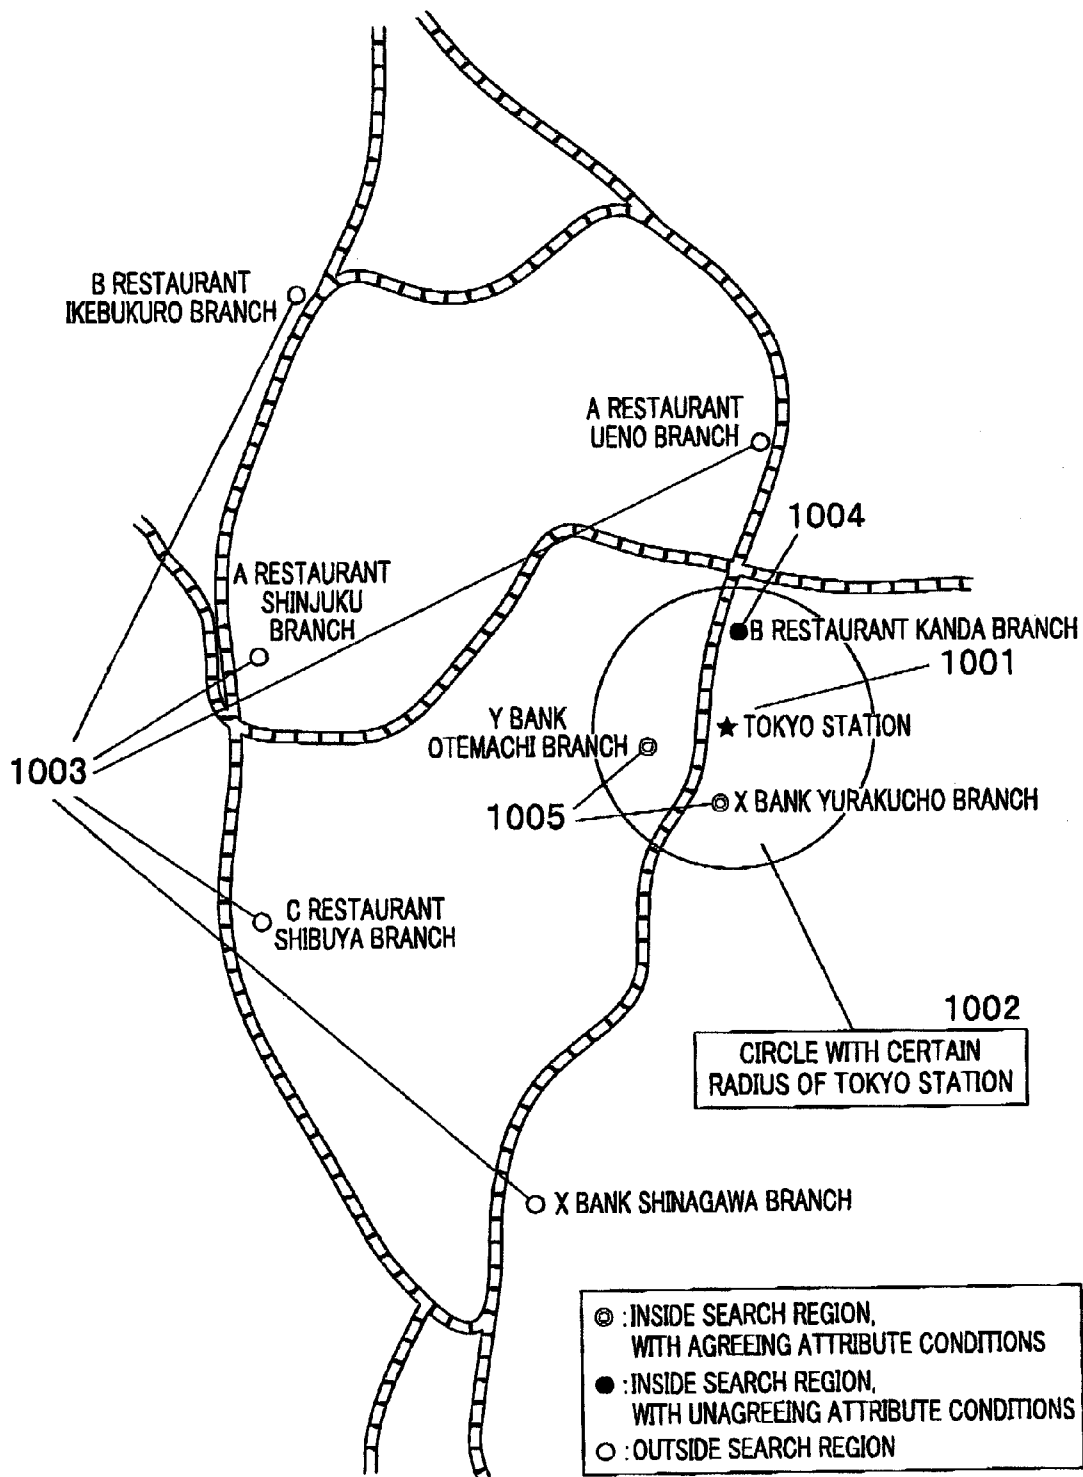 B RESTAURANT
IKEBUKURO BRANCH
A RESTAURANT
UENO BRANCH
1004
A RESTAURANT
SHINJUKU
BRANCH
B RESTAURANT KANDA BRANCH
1001
Y BANK
OTEMACHI BRANCH
TOKYO STATION
1003
1005
X BANK YURAKUCHO BRANCH
C RESTAURANT
SHIBUYA BRANCH
1002
CIRCLE WITH CERTAIN
RADIUS OF TOKYO STATION
X BANK SHINAGAWA BRANCH
◎ : INSIDE SEARCH REGION,
WITH AGREEING ATTRIBUTE CONDITIONS
● : INSIDE SEARCH REGION,
WITH UNAGREEING ATTRIBUTE CONDITIONS
○ : OUTSIDE SEARCH REGION